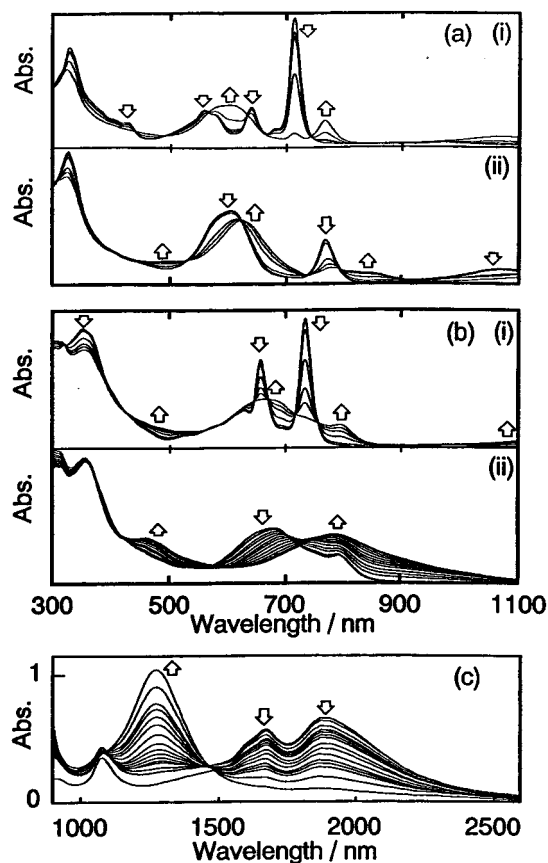 Abs.
(a) (i)
Abs.
(ii)
Abs.
(b) (i)
Abs.
(ii)
300 500 700 900 1100
Wavelength / nm
Abs.
1
0
(c)
1000 1500 2000 2500
Wavelength / nm